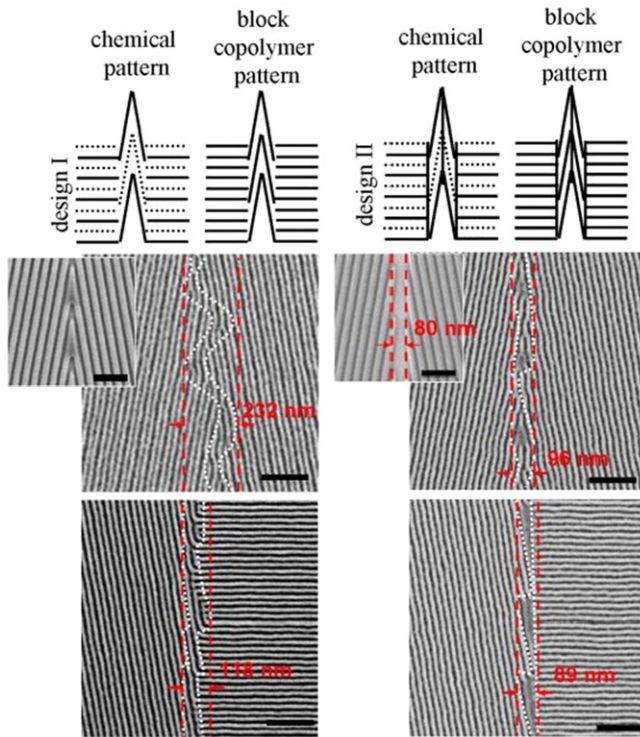 chemical
pattern
block
copolymer
pattern
design I
chemical
pattern
block
copolymer
pattern
design II
232 nm
80 nm
96 nm
118 nm
89 nm